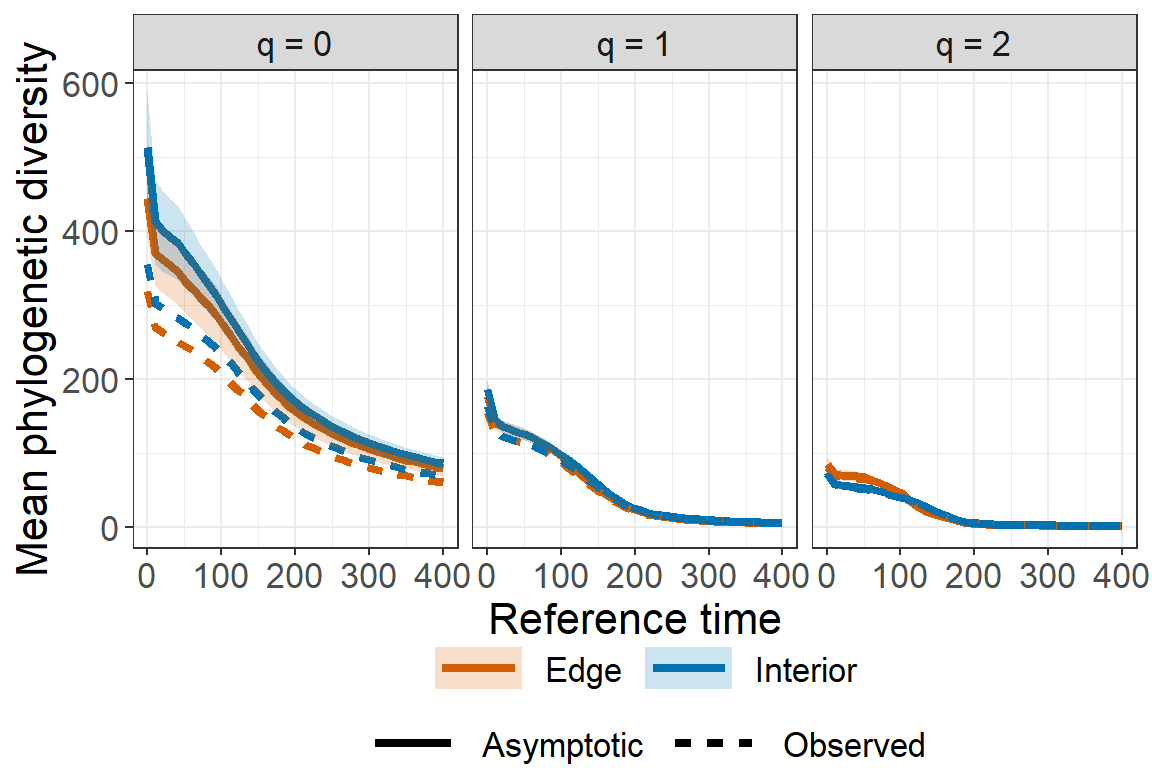 q = 0 q = 1 q = 2
Mean phylogenetic diversity
600
400
200
0
0 100 200 300 400 0 100 200 300 400 0 100 200 300 400
Reference time
Edge Interior
Asymptotic Observed